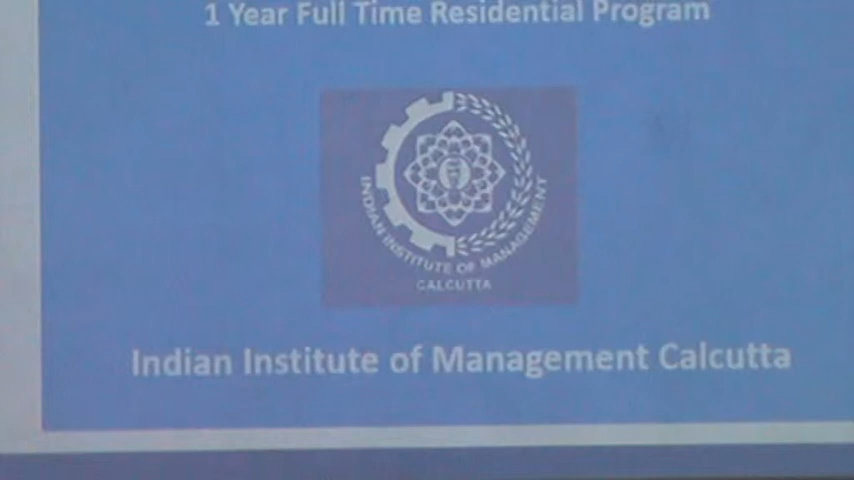 1 Year Full Time Residential Program
INDIAN INSTITUTE OF MANAGEMENT
CALCUTTA
Indian Institute of Management Calcutta